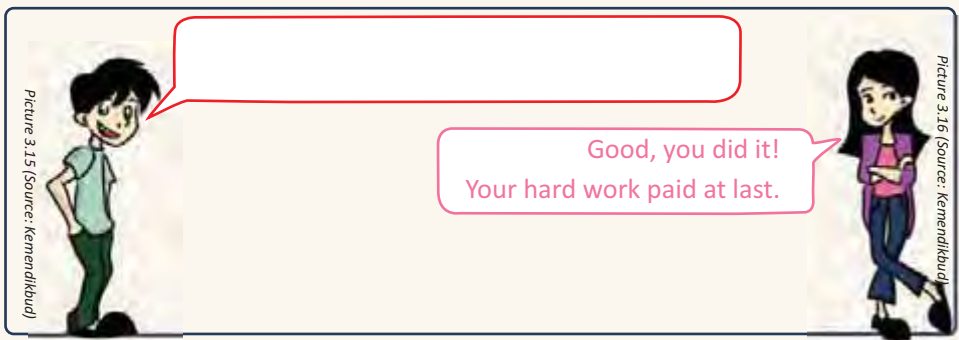 Picture 3.15 (Source: Kemendikbud)
Good, you did it!
Your hard work paid at last.
Picture 3.16 (Source: Kemendikbud)